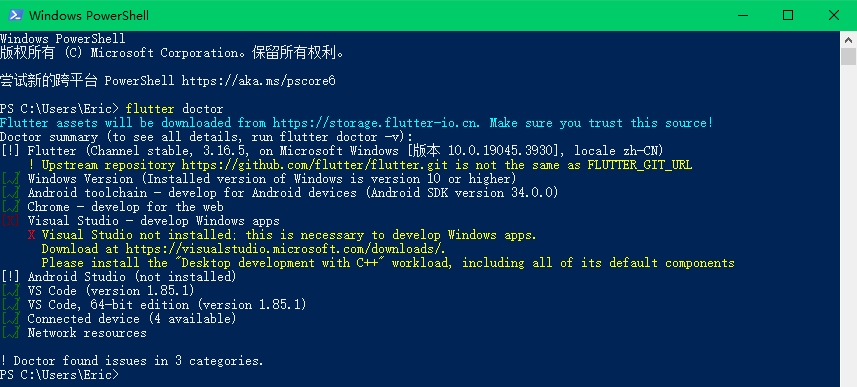 Windows PowerShell
Windows PowerShell
版权所有 (C) Microsoft Corporation。保留所有权利。
尝试新的跨平台 PowerShell https://aka.ms/pscore6
PS C:\Users\Eric> flutter doctor
Flutter assets will be downloaded from https://storage.flutter-io.cn. Make sure you trust this source!
Doctor summary (to see all details, run flutter doctor -v):
[!] Flutter (Channel stable, 3.16.5, on Microsoft Windows [版本 10.0.19045.3930], locale zh-CN)
! Upstream repository https://github.com/flutter/flutter.git is not the same as FLUTTER_GIT_URL
[√] Windows Version (Installed version of Windows is version 10 or higher)
[√] Android toolchain - develop for Android devices (Android SDK version 34.0.0)
[√] Chrome - develop for the web
[X] Visual Studio - develop Windows apps
X Visual Studio not installed; this is necessary to develop Windows apps.
Download at https://visualstudio.microsoft.com/downloads/.
Please install the "Desktop development with C++" workload, including all of its default components
[!] Android Studio (not installed)
[√] VS Code (version 1.85.1)
[√] VS Code, 64-bit edition (version 1.85.1)
[√] Connected device (4 available)
[√] Network resources
! Doctor found issues in 3 categories.
PS C:\Users\Eric>